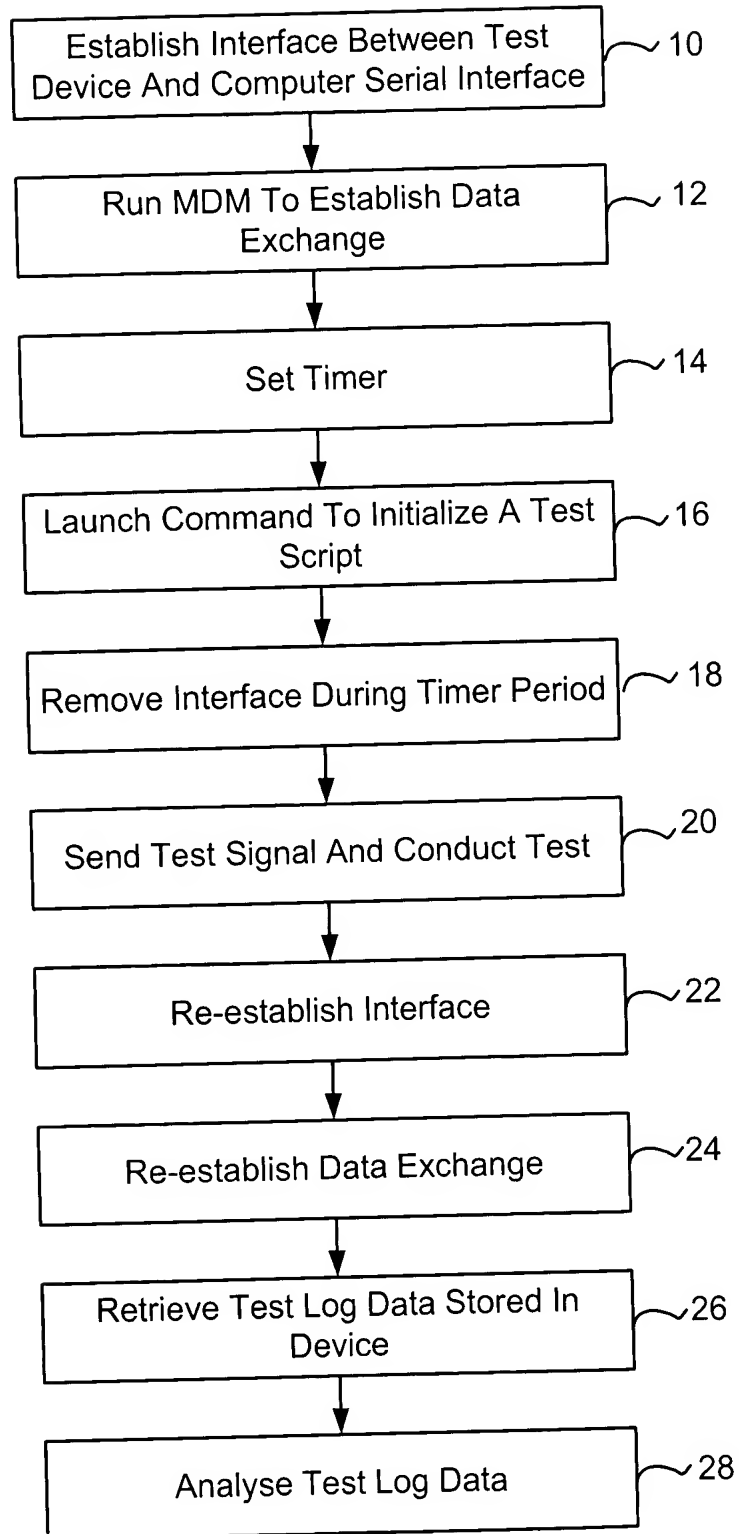 Establish Interface Between Test
Device And Computer Serial Interface
10
Run MDM To Establish Data
Exchange
12
Set Timer
14
Launch Command To Initialize A Test
Script
16
Remove Interface During Timer Period
18
Send Test Signal And Conduct Test
20
Re-establish Interface
22
Re-establish Data Exchange
24
Retrieve Test Log Data Stored In
Device
26
Analyse Test Log Data
28